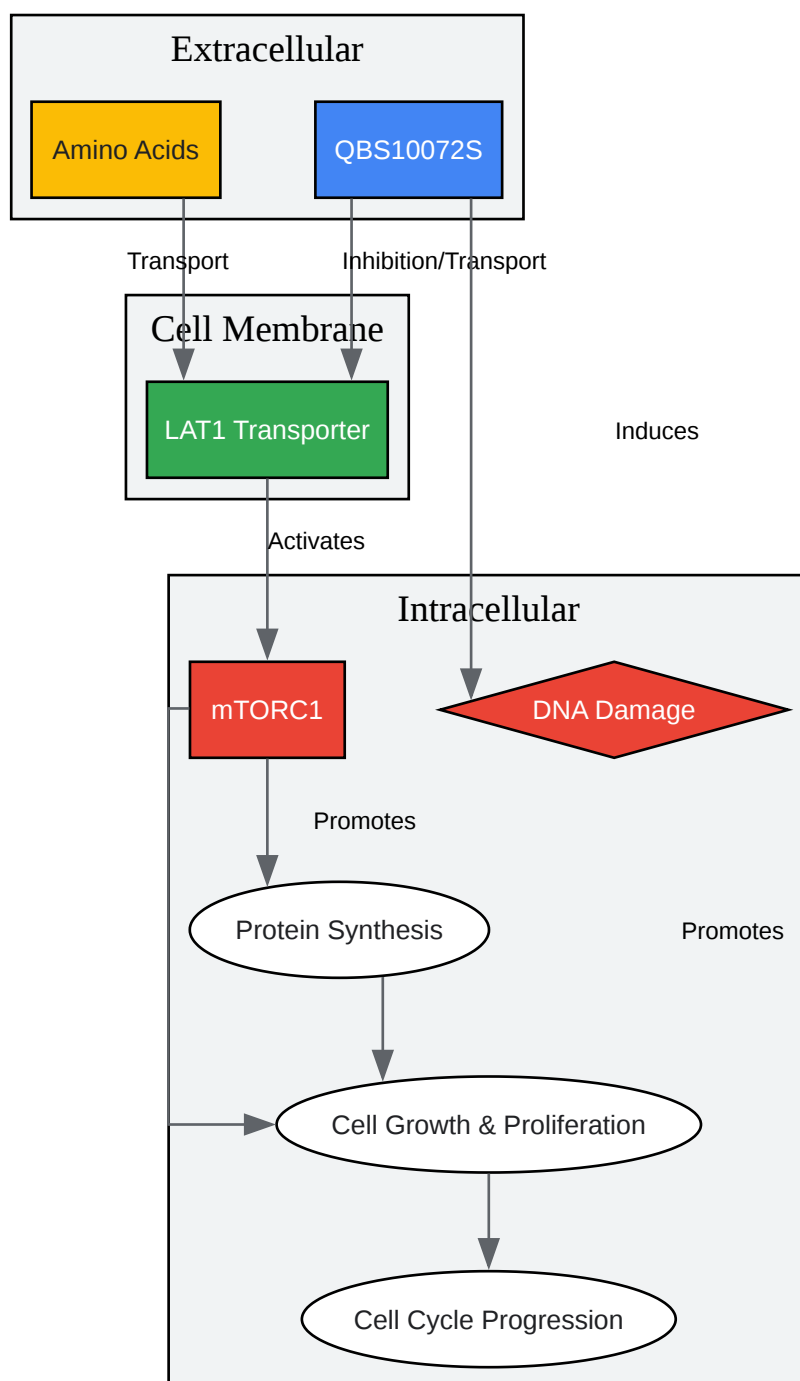 Extracellular
Amino Acids
QBS10072S
Transport
Inhibition/Transport
Cell Membrane
LAT1 Transporter
Induces
Activates
Intracellular
mTORC1
DNA Damage
Promotes
Protein Synthesis
Promotes
Cell Growth & Proliferation
Cell Cycle Progression